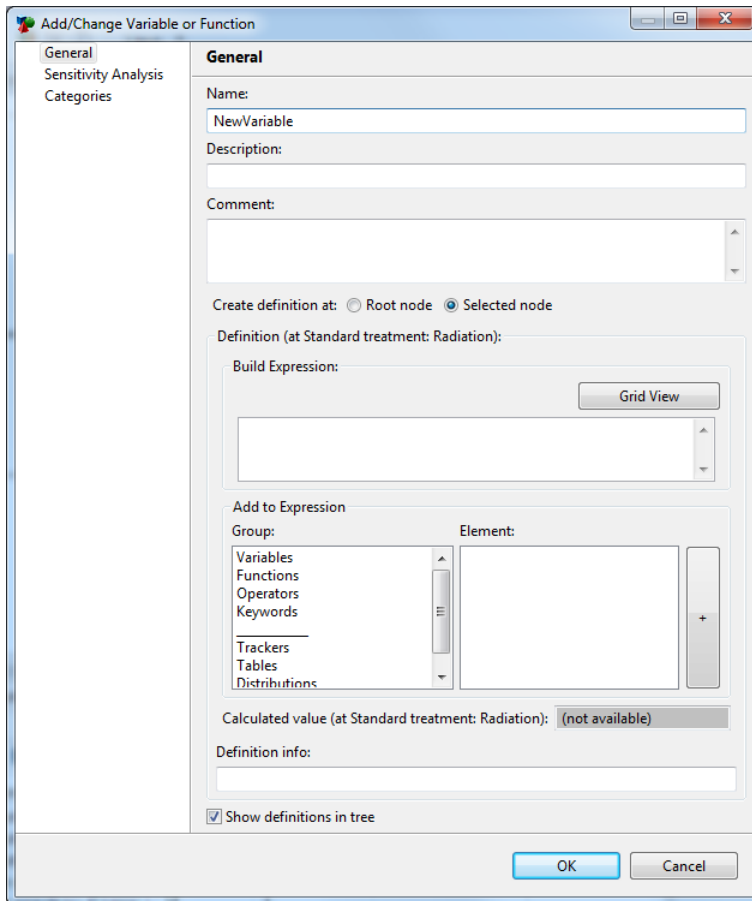 Add/Change Variable or Function
General
Sensitivity Analysis
Categories
General
Name:
NewVariable
Description:
Comment:
Create definition at: Root node Selected node
Definition (at Standard treatment: Radiation):
Build Expression:
Grid View
Add to Expression
Group: Element:
Variables
Functions
Operators
Keywords
Trackers
Tables
Distributions
+
Calculated value (at Standard treatment: Radiation): (not available)
Definition info:
Show definitions in tree
OK Cancel